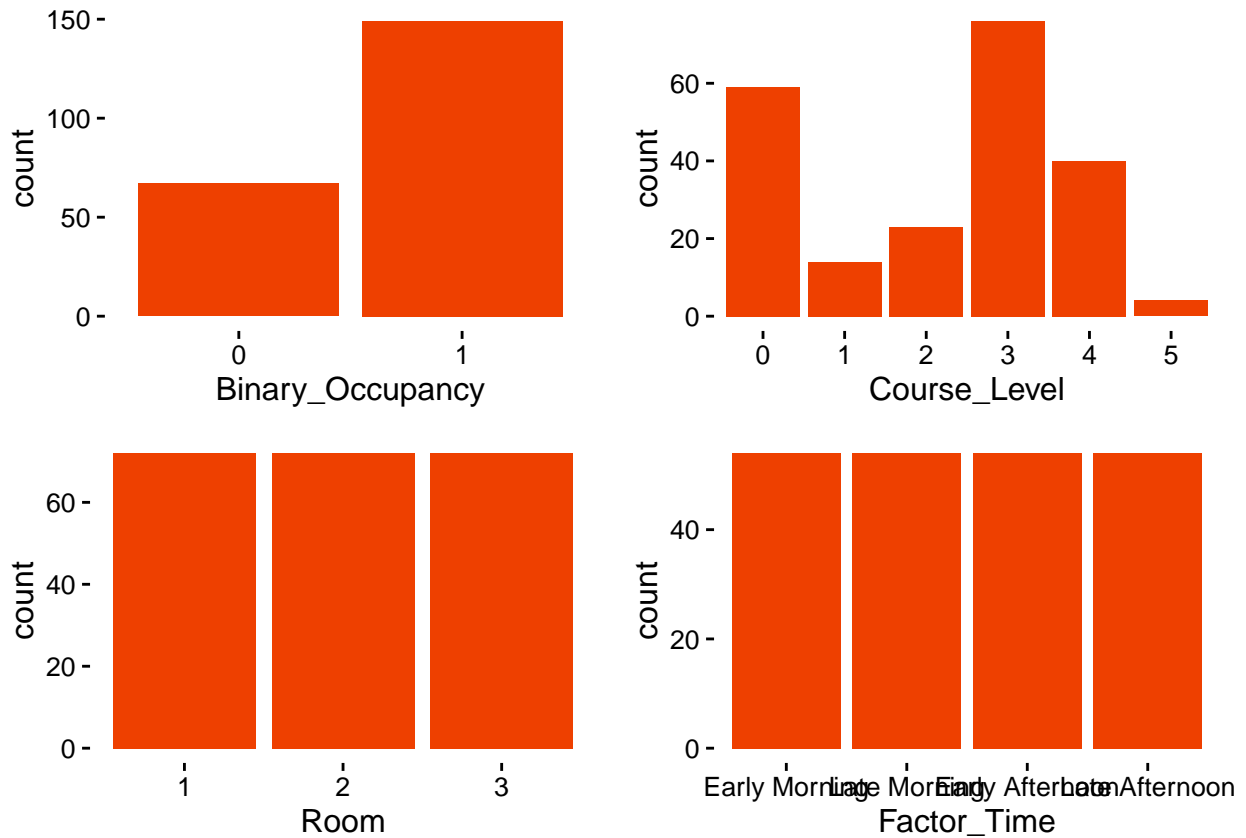 count
150
100
50
0
0 1
Binary_Occupancy
count
60
40
20
0
0 1 2 3 4 5
Course_Level
count
60
40
20
0
1 2 3
Room
count
40
20
0
Early Morning Late Morning Early Afternoon Late Afternoon
Factor_Time